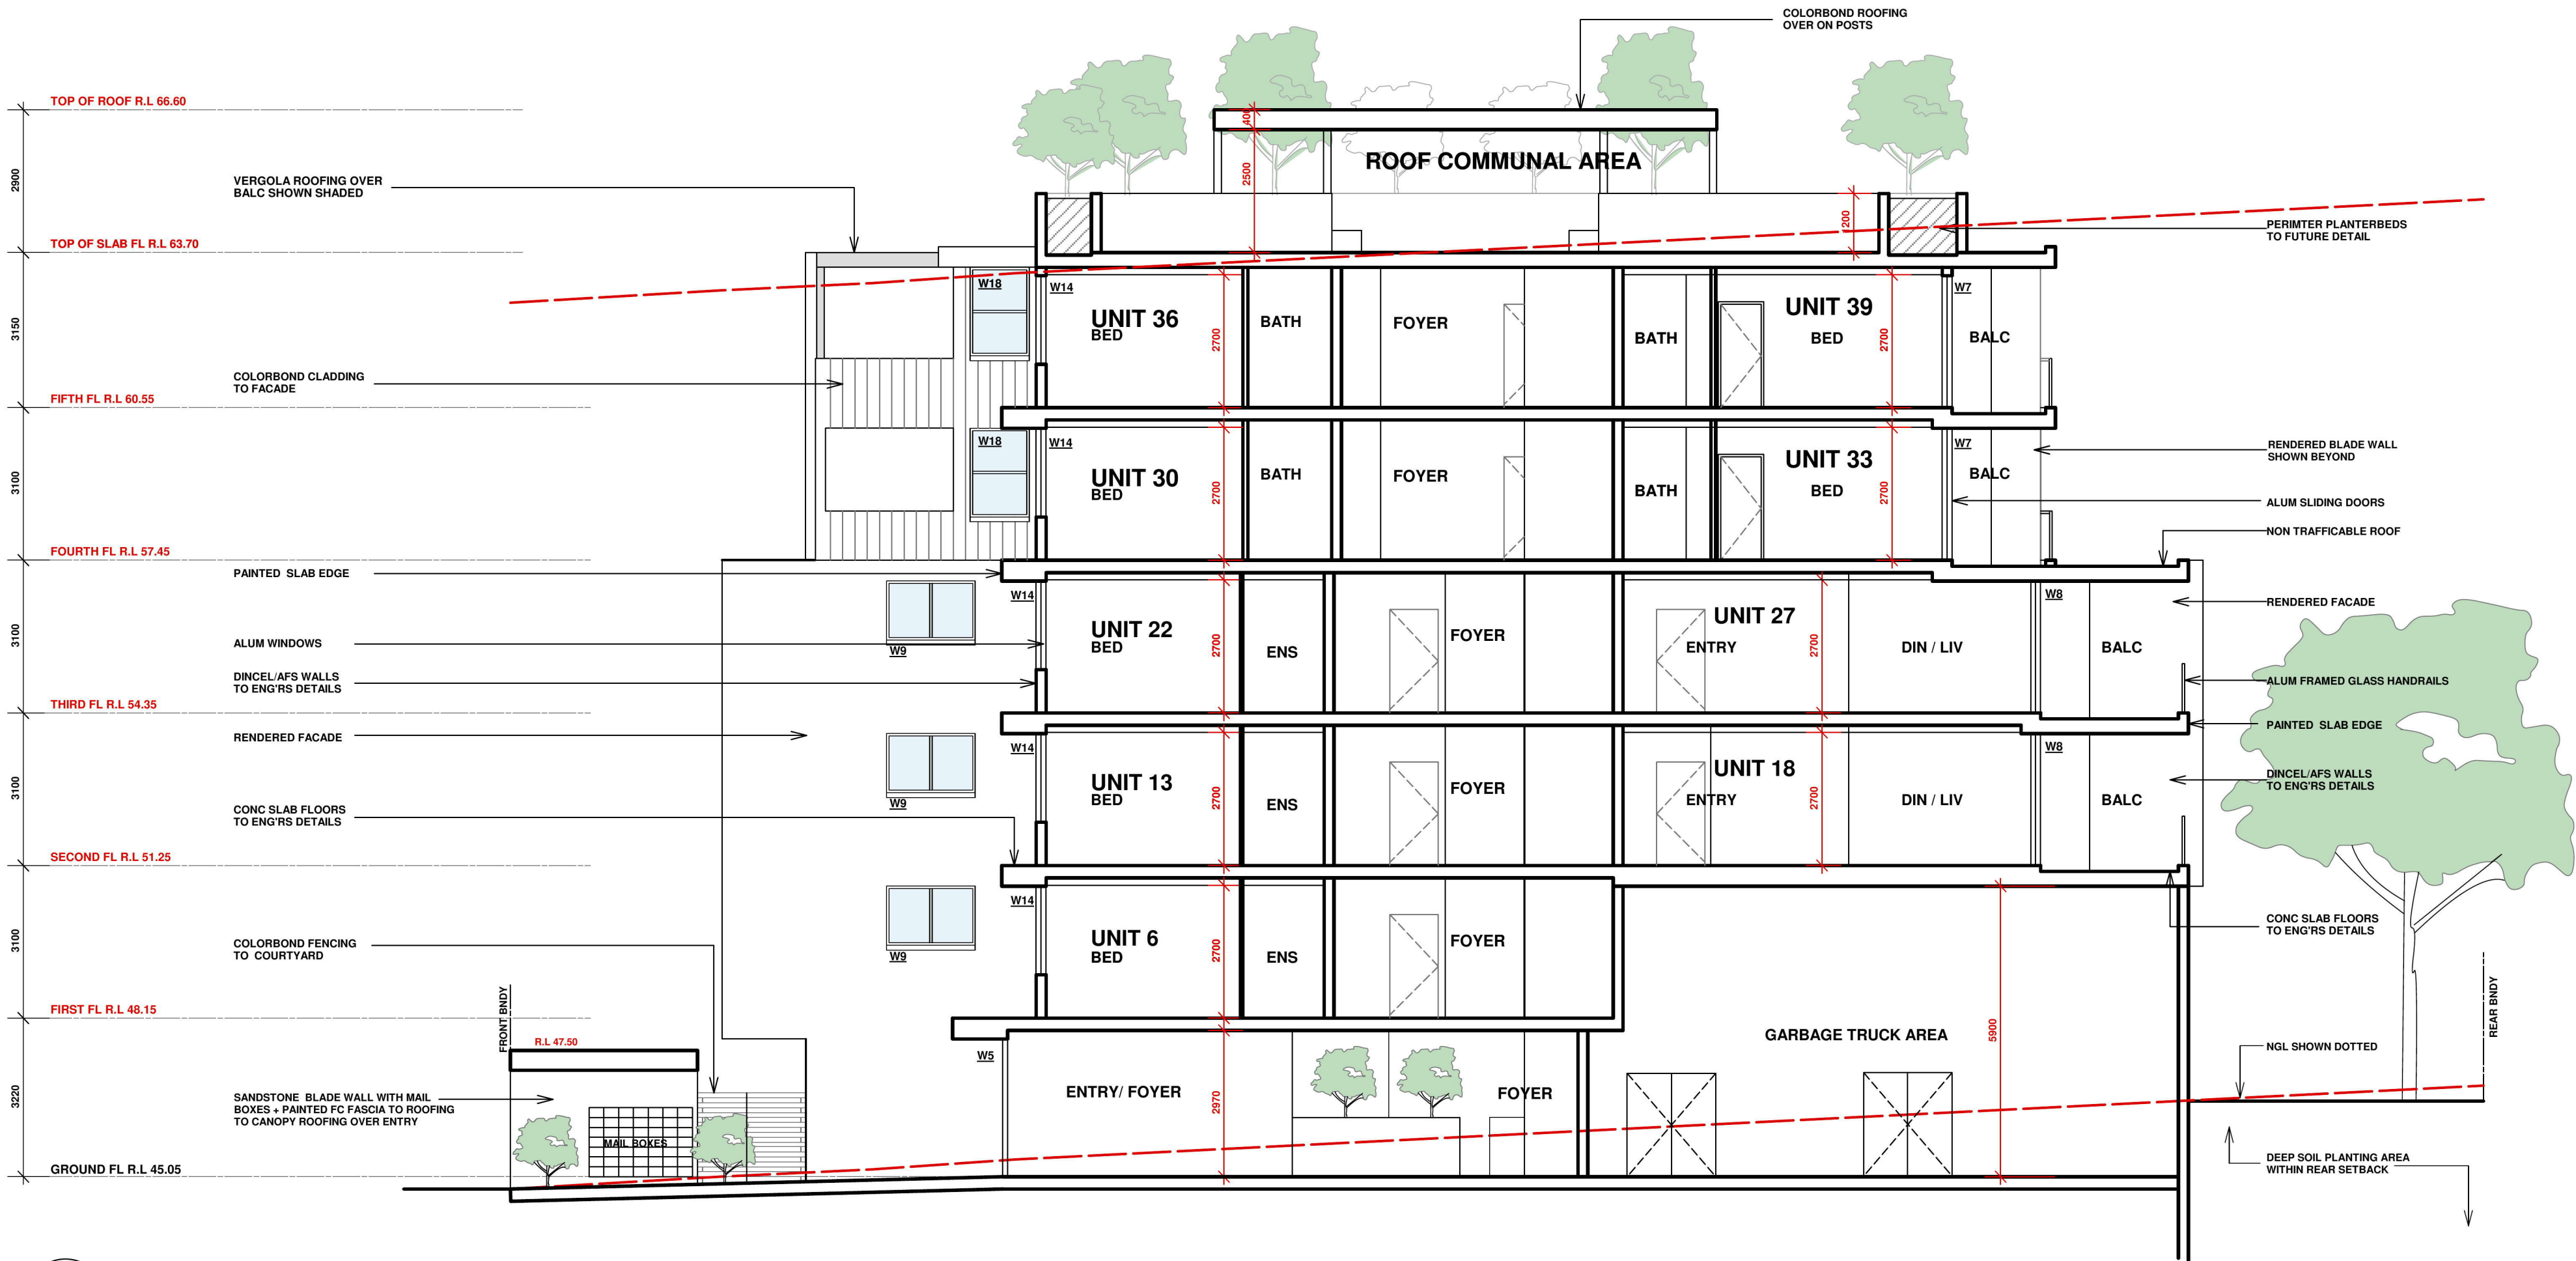 COLORBOND ROOFING
OVER ON POSTS
TOP OF ROOF R.L 66.60
400
2900
2500
ROOF COMMUNAL AREA
VERGOLA ROOFING OVER
BALC SHOWN SHADED
1200
PERIMTER PLANTERBEDS
TO FUTURE DETAIL
TOP OF SLAB FL R.L 63.70
W18
W14
W7
3150
UNIT 36
BED
BATH
FOYER
2700
BATH
UNIT 39
BED
2700
BALC
COLORBOND CLADDING
TO FACADE
FIFTH FL R.L 60.55
W18
W14
W7
3100
UNIT 30
BED
BATH
FOYER
2700
BATH
UNIT 33
BED
2700
BALC
RENDERED BLADE WALL
SHOWN BEYOND
ALUM SLIDING DOORS
NON TRAFFICABLE ROOF
FOURTH FL R.L 57.45
PAINTED SLAB EDGE
W14
W8
RENDERED FACADE
3100
ALUM WINDOWS
W9
UNIT 22
BED
2700
ENS
FOYER
UNIT 27
ENTRY
2700
DIN / LIV
BALC
DINCEL/AFS WALLS
TO ENG'RS DETAILS
ALUM FRAMED GLASS HANDRAILS
THIRD FL R.L 54.35
PAINTED SLAB EDGE
RENDERED FACADE
W14
W8
3100
W9
UNIT 13
BED
2700
ENS
FOYER
UNIT 18
ENTRY
2700
DIN / LIV
BALC
DINCEL/AFS WALLS
TO ENG'RS DETAILS
CONC SLAB FLOORS
TO ENG'RS DETAILS
SECOND FL R.L 51.25
W14
3100
W9
UNIT 6
BED
2700
ENS
FOYER
CONC SLAB FLOORS
TO ENG'RS DETAILS
COLORBOND FENCING
TO COURTYARD
FIRST FL R.L 48.15
FRONT BNDY
REAR BNDY
R.L 47.50
W5
GARBAGE TRUCK AREA
5900
NGL SHOWN DOTTED
3220
SANDSTONE BLADE WALL WITH MAIL
BOXES + PAINTED FC FASCIA TO ROOFING
TO CANOPY ROOFING OVER ENTRY
MAIL BOXES
ENTRY/ FOYER
2970
FOYER
GROUND FL R.L 45.05
DEEP SOIL PLANTING AREA
WITHIN REAR SETBACK